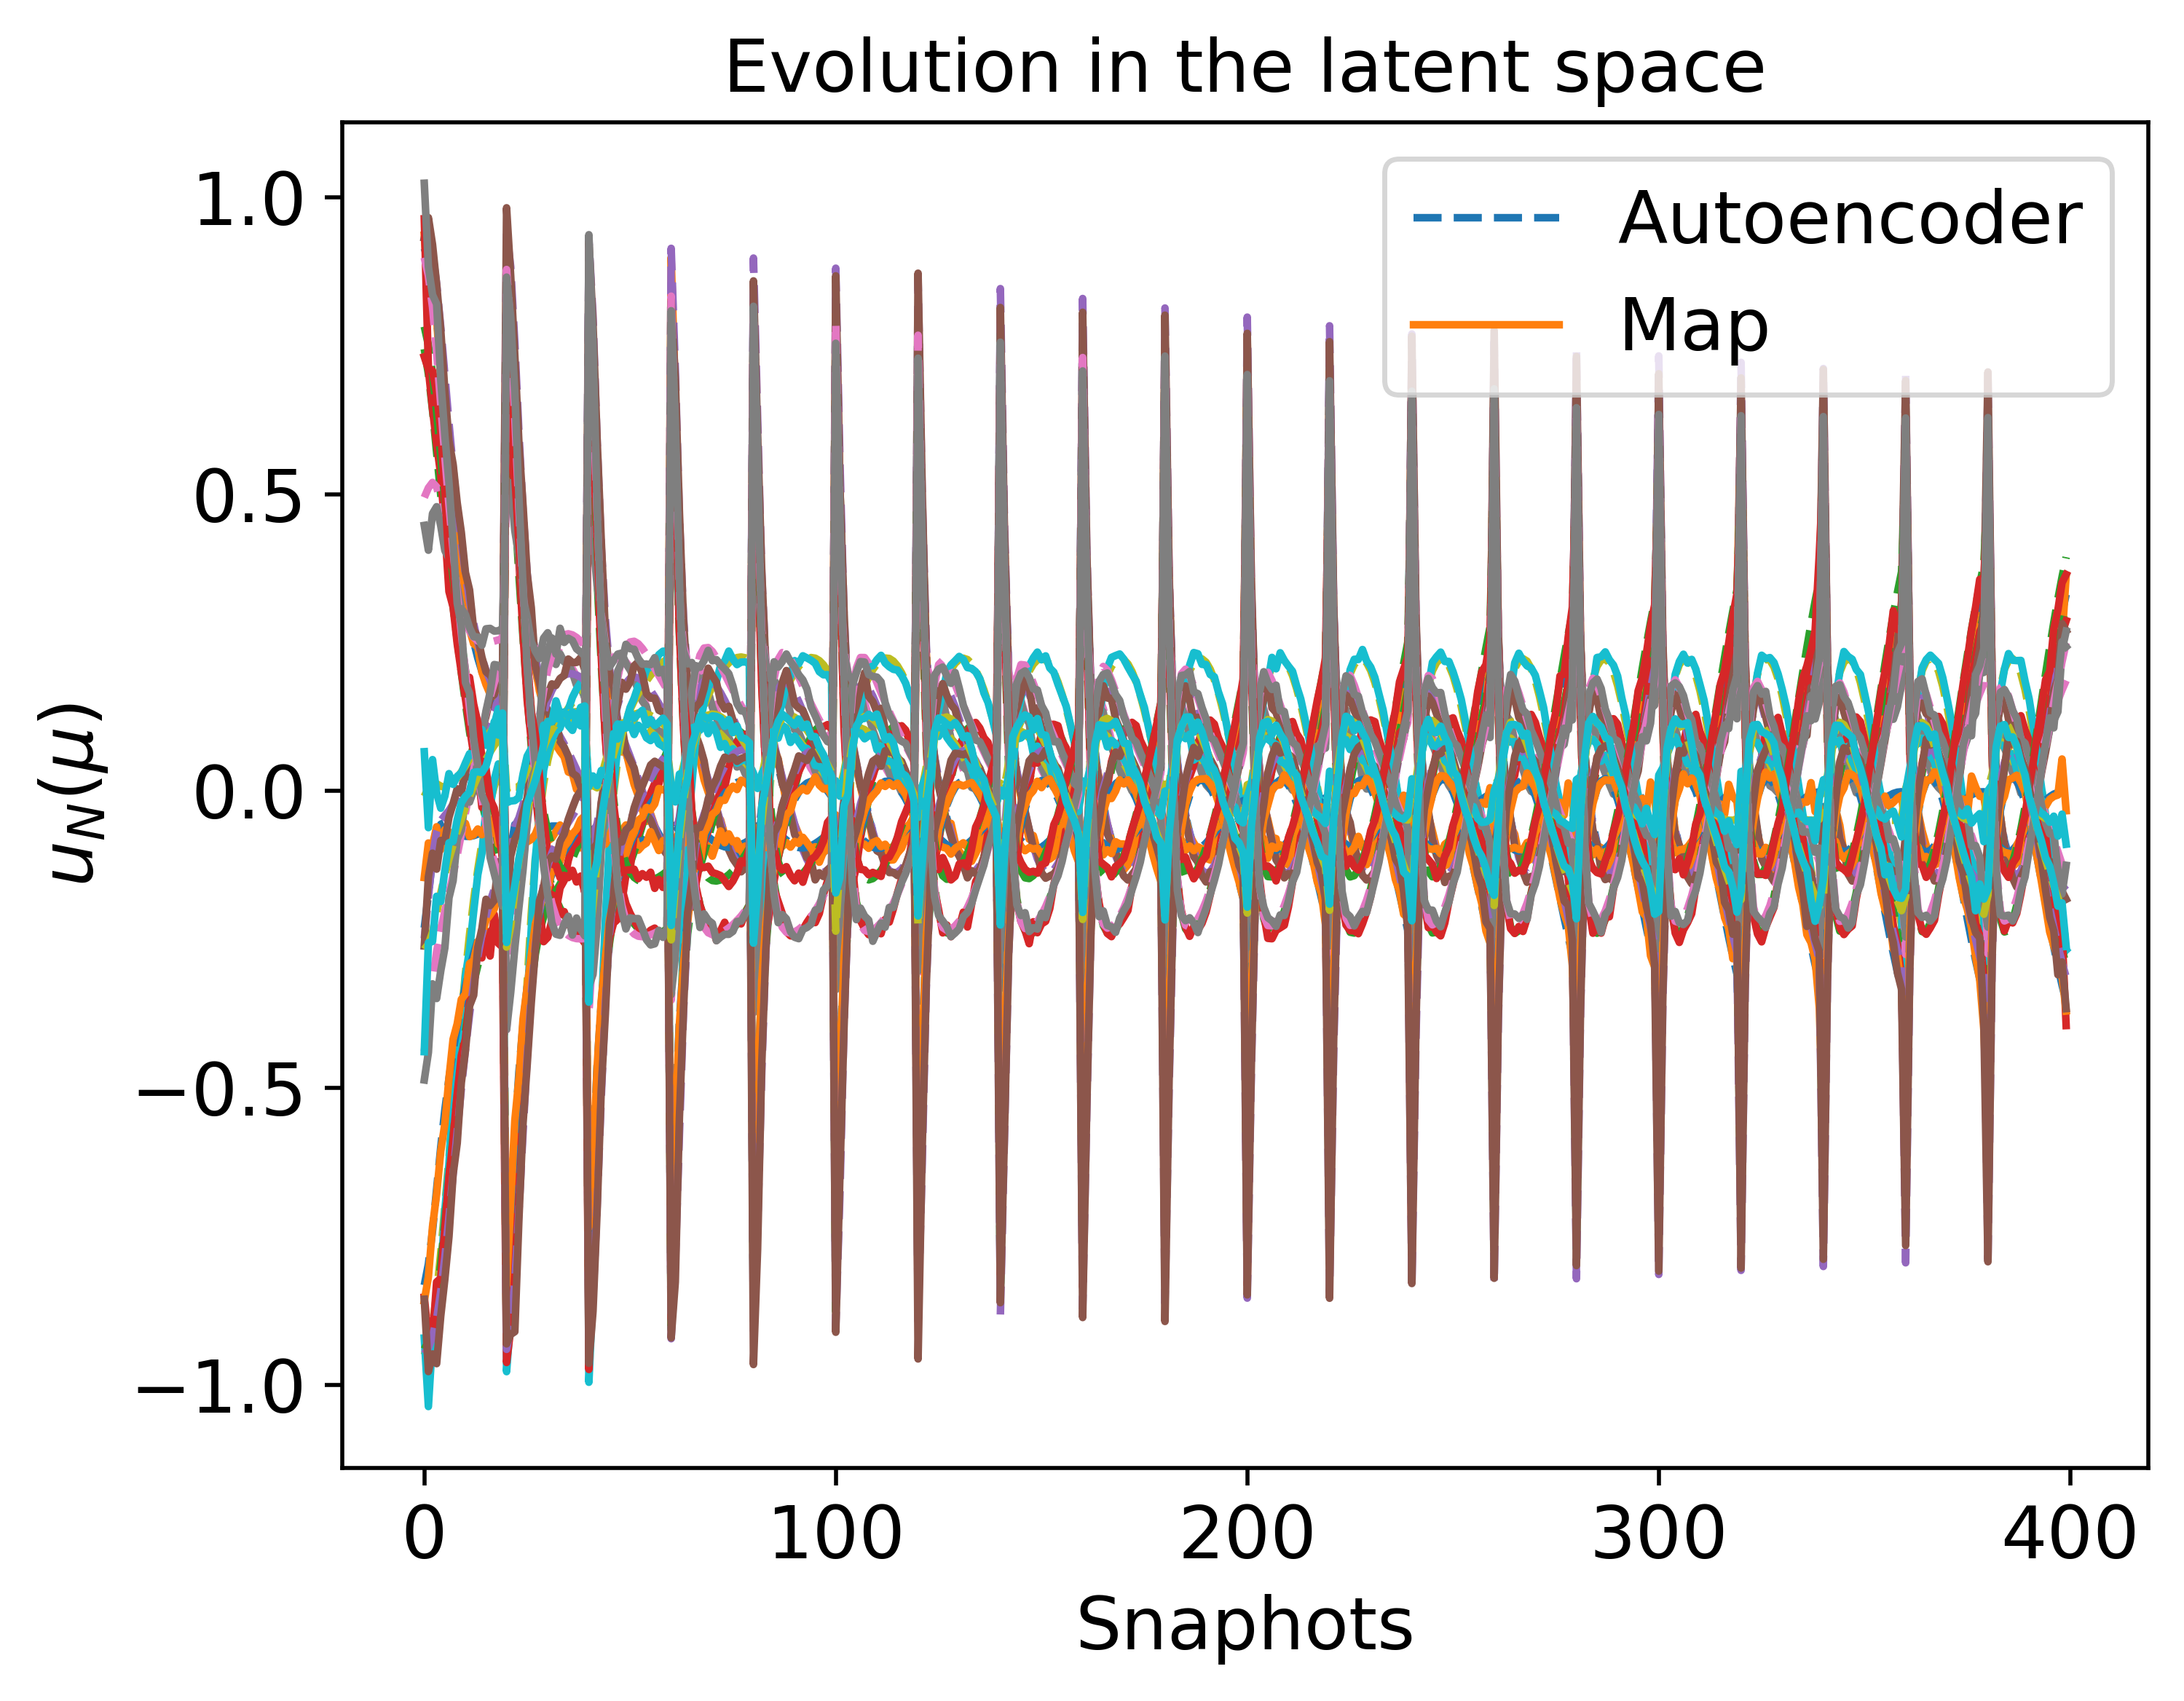 Evolution in the latent space
Autoencoder
Map
1.0
0.5
0.0
−0.5
−1.0
u_N(μ)
0 100 200 300 400
Snaphots